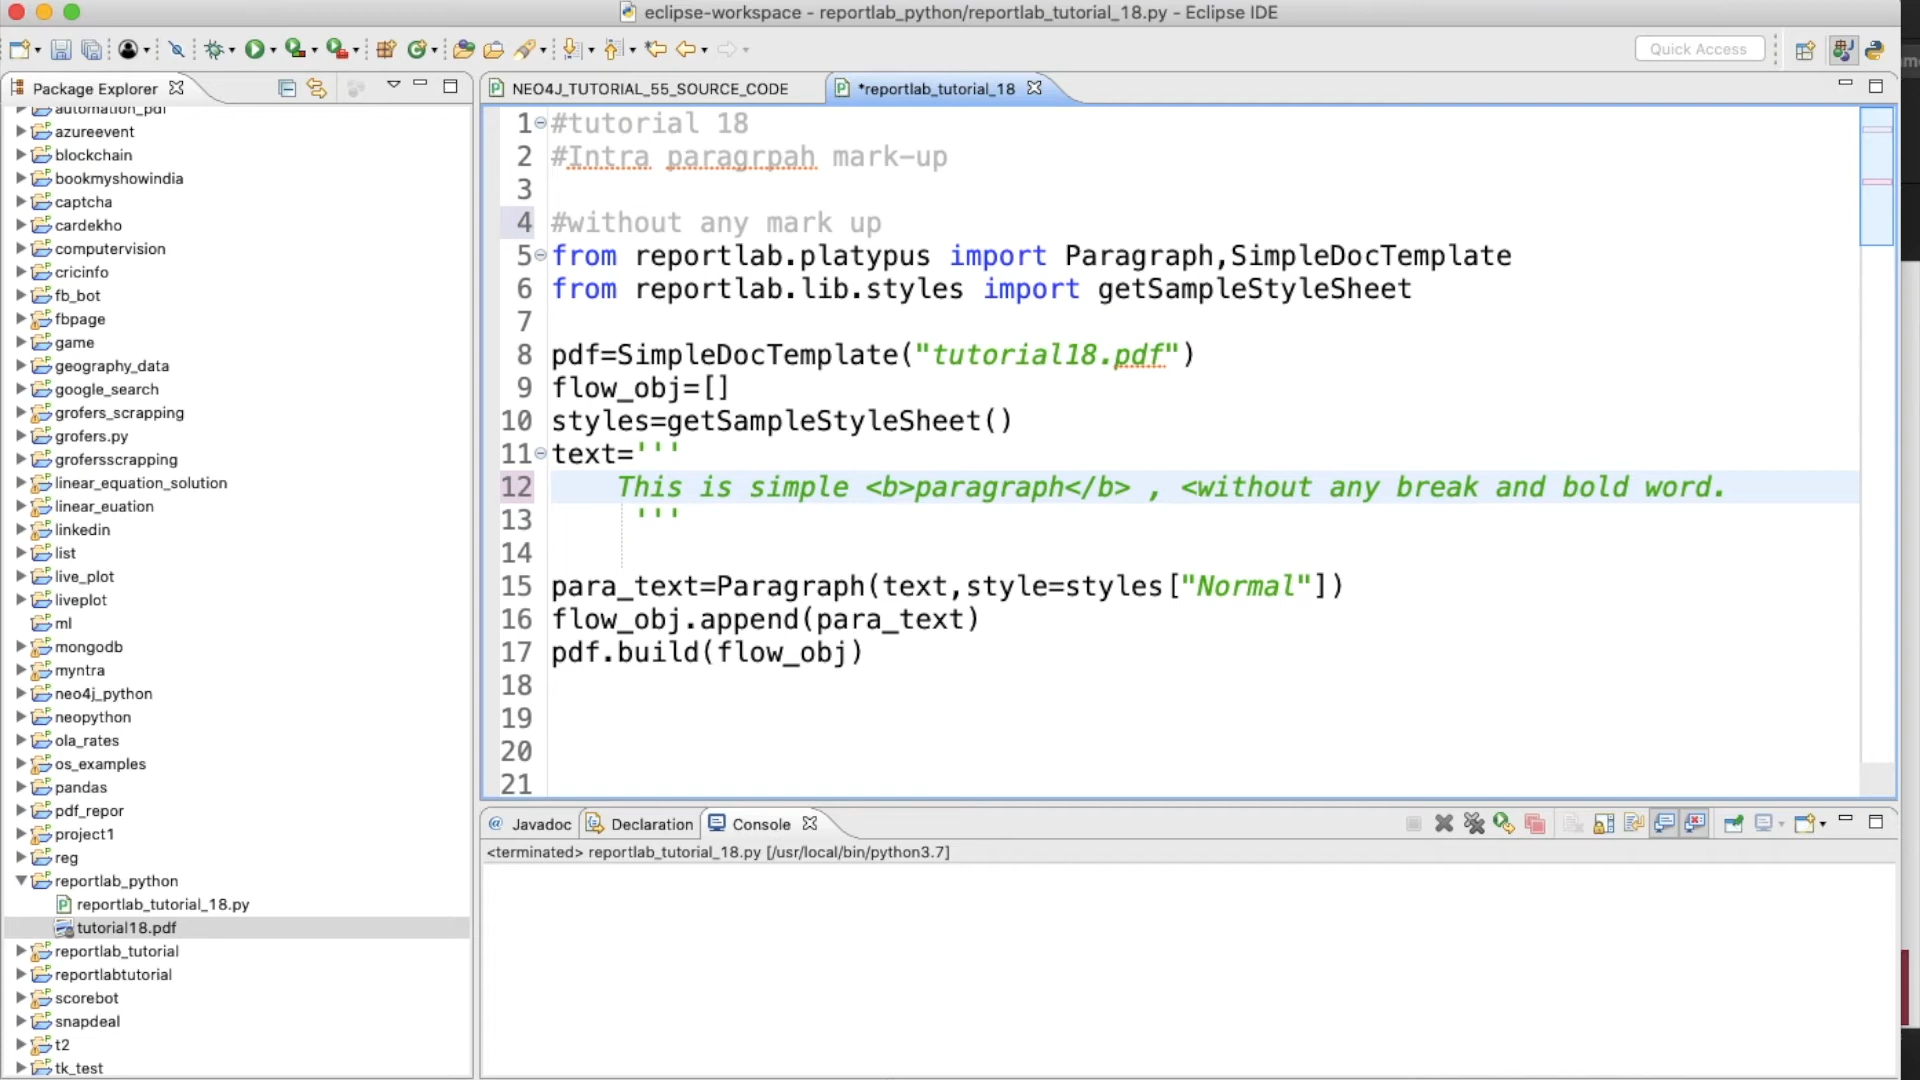 eclipse-workspace - reportlab_python/reportlab_tutorial_18.py - Eclipse IDE
Quick Access
Package Explorer
NEO4J_TUTORIAL_55_SOURCE_CODE
*reportlab_tutorial_18
automation_pdf
azureevent
blockchain
bookmyshowindia
captcha
cardekho
computervision
cricinfo
fb_bot
fbpage
game
geography_data
google_search
grofers_scrapping
grofers.py
grofersscrapping
linear_equation_solution
linear_euation
linkedin
list
live_plot
liveplot
ml
mongodb
myntra
neo4j_python
neopython
ola_rates
os_examples
pandas
pdf_repor
project1
reg
reportlab_python
reportlab_tutorial_18.py
tutorial18.pdf
reportlab_tutorial
reportlabtutorial
scorebot
snapdeal
t2
tk_test
1 #tutorial 18
2 #Intra paragrpah mark-up
3
4 #without any mark up
5 from reportlab.platypus import Paragraph,SimpleDocTemplate
6 from reportlab.lib.styles import getSampleStyleSheet
7
8 pdf=SimpleDocTemplate("tutorial18.pdf")
9 flow_obj=[]
10 styles=getSampleStyleSheet()
11 text='''
12 This is simple <b>paragraph</b> , <without any break and bold word.
13 '''
14
15 para_text=Paragraph(text,style=styles["Normal"])
16 flow_obj.append(para_text)
17 pdf.build(flow_obj)
18
19
20
21
@ Javadoc Declaration Console
<terminated> reportlab_tutorial_18.py [/usr/local/bin/python3.7]